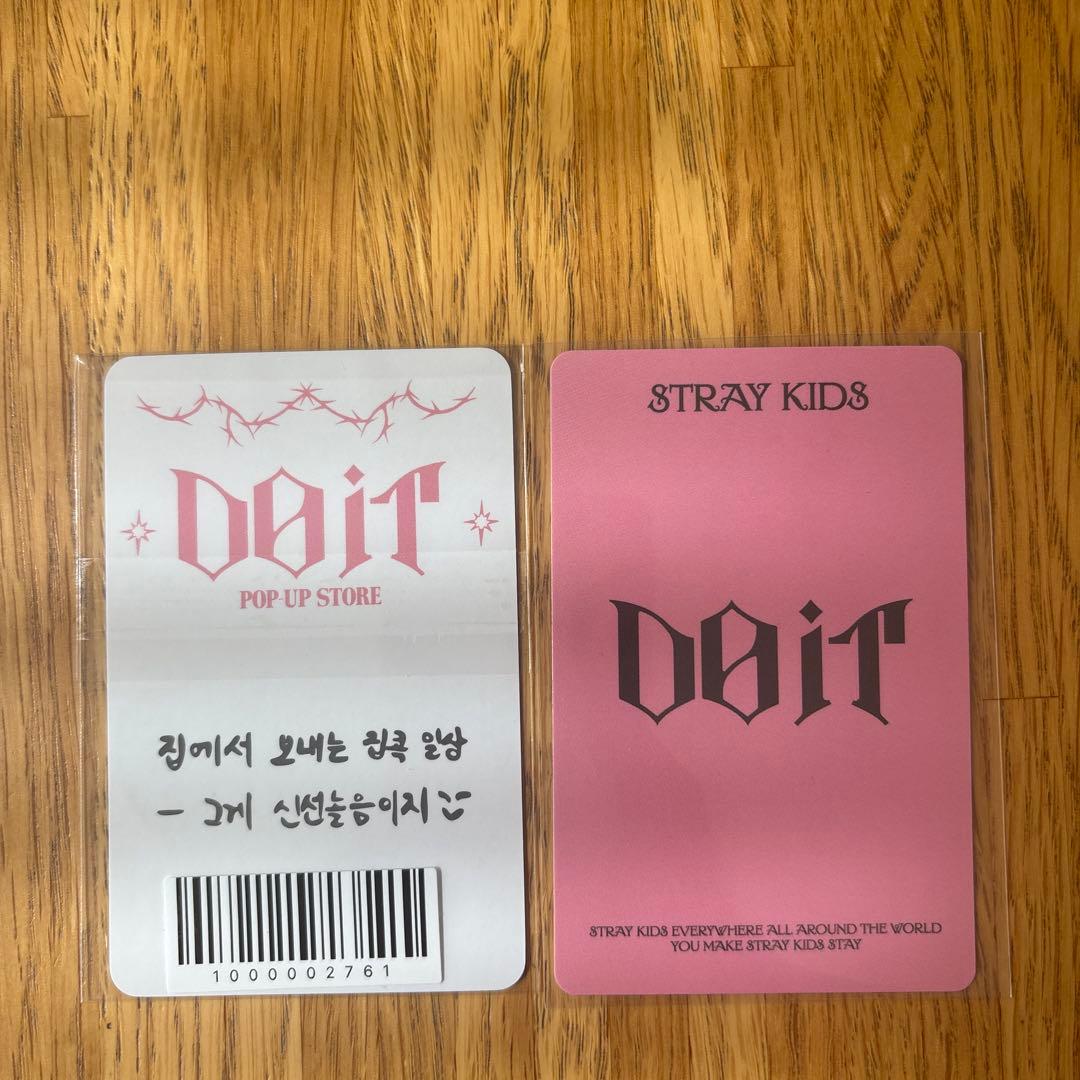 DO iT
POP-UP STORE
집에서 보내는 집콕 일상
- 그게 신선놀음이지
1000002761
STRAY KIDS
DO iT
STRAY KIDS EVERYWHERE ALL AROUND THE WORLD
YOU MAKE STRAY KIDS STAY